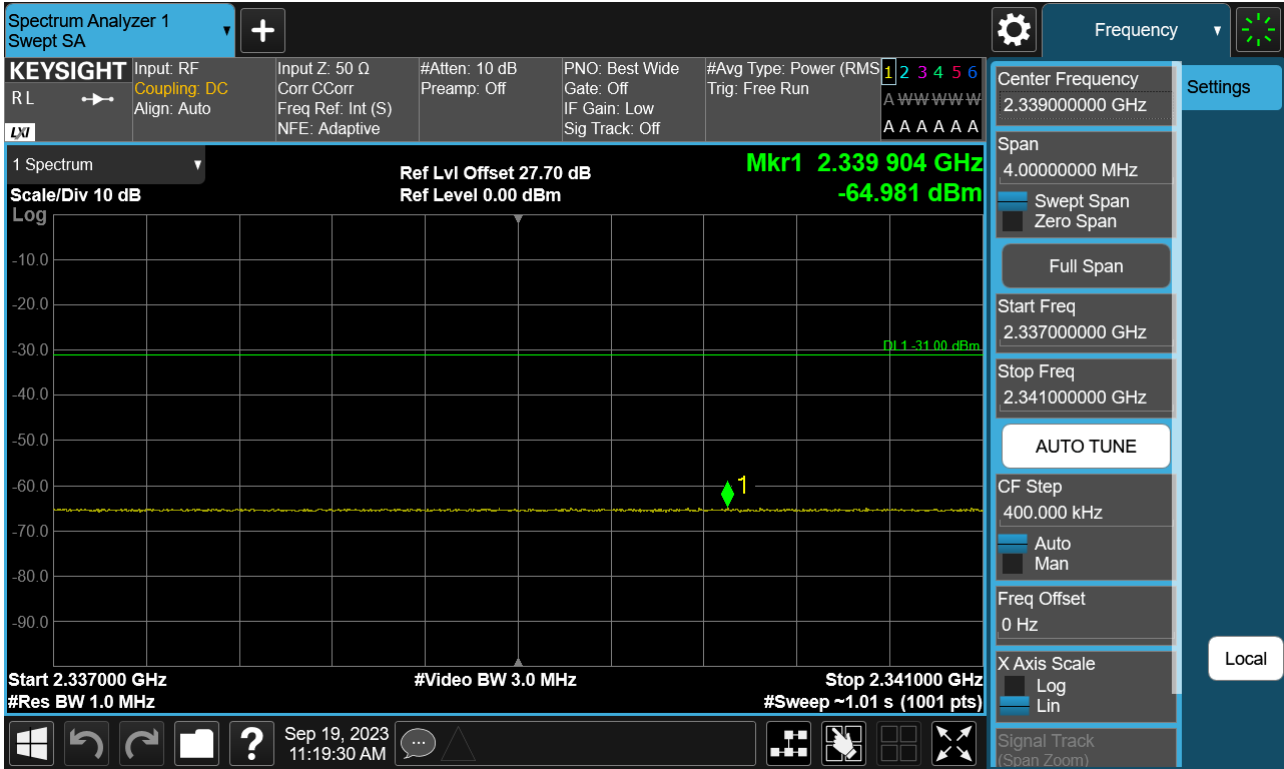 Spectrum Analyzer 1
Swept SA
Frequency
KEYSIGHT
R L
LXI
Input: RF
Coupling: DC
Align: Auto
Input Z: 50 Ω
Corr CCorr
Freq Ref: Int (S)
NFE: Adaptive
#Atten: 10 dB
Preamp: Off
PNO: Best Wide
Gate: Off
IF Gain: Low
Sig Track: Off
#Avg Type: Power (RMS
Trig: Free Run
1 2 3 4 5 6
A W W W W W
A A A A A A
1 Spectrum
Scale/Div 10 dB
Log
Ref Lvl Offset 27.70 dB
Ref Level 0.00 dBm
Mkr1 2.339 904 GHz
-64.981 dBm
-10.0
-20.0
-30.0
DL1 -31.00 dBm
-40.0
-50.0
-60.0
1
-70.0
-80.0
-90.0
Start 2.337000 GHz
#Res BW 1.0 MHz
#Video BW 3.0 MHz
Stop 2.341000 GHz
#Sweep ~1.01 s (1001 pts)
Center Frequency
2.339000000 GHz
Span
4.00000000 MHz
Swept Span
Zero Span
Full Span
Start Freq
2.337000000 GHz
Stop Freq
2.341000000 GHz
AUTO TUNE
CF Step
400.000 kHz
Auto
Man
Freq Offset
0 Hz
X Axis Scale
Log
Lin
Signal Track
(Span Zoom)
Settings
Local
?
Sep 19, 2023
11:19:30 AM